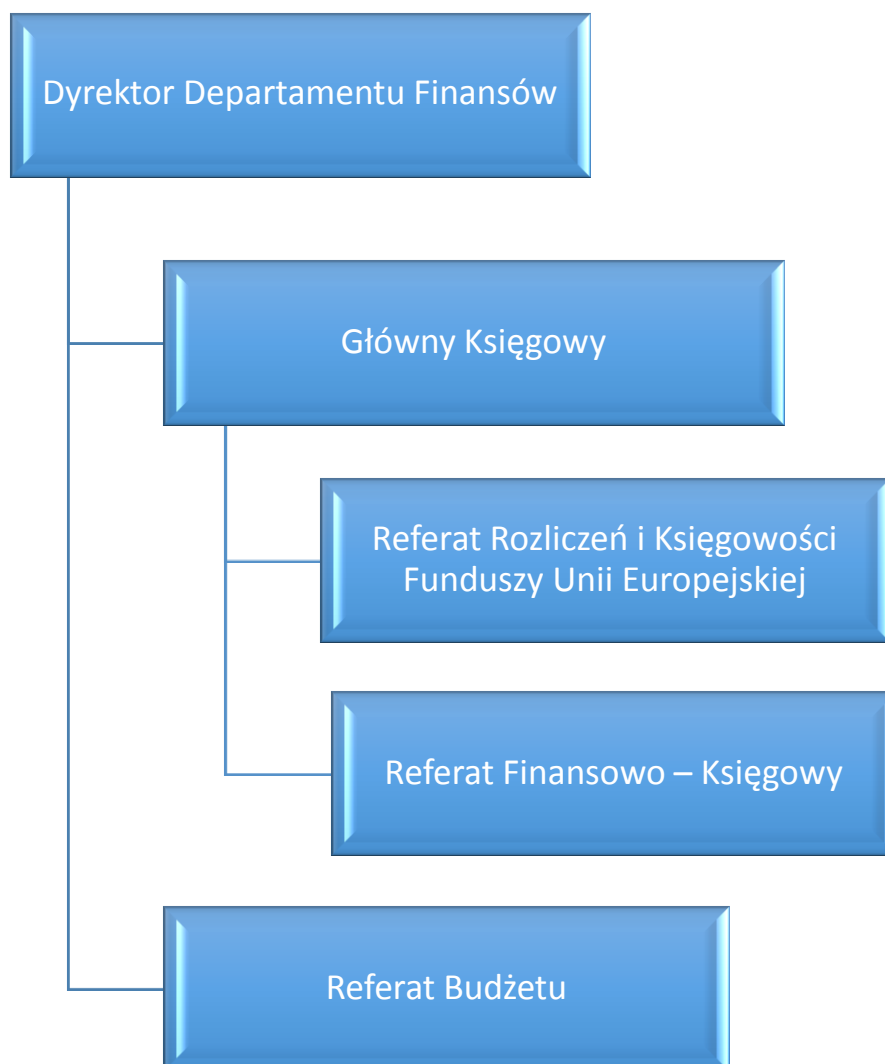 Dyrektor Departamentu Finansów
Główny Księgowy
Referat Rozliczeń i Księgowości
Funduszy Unii Europejskiej
Referat Finansowo – Księgowy
Referat Budżetu